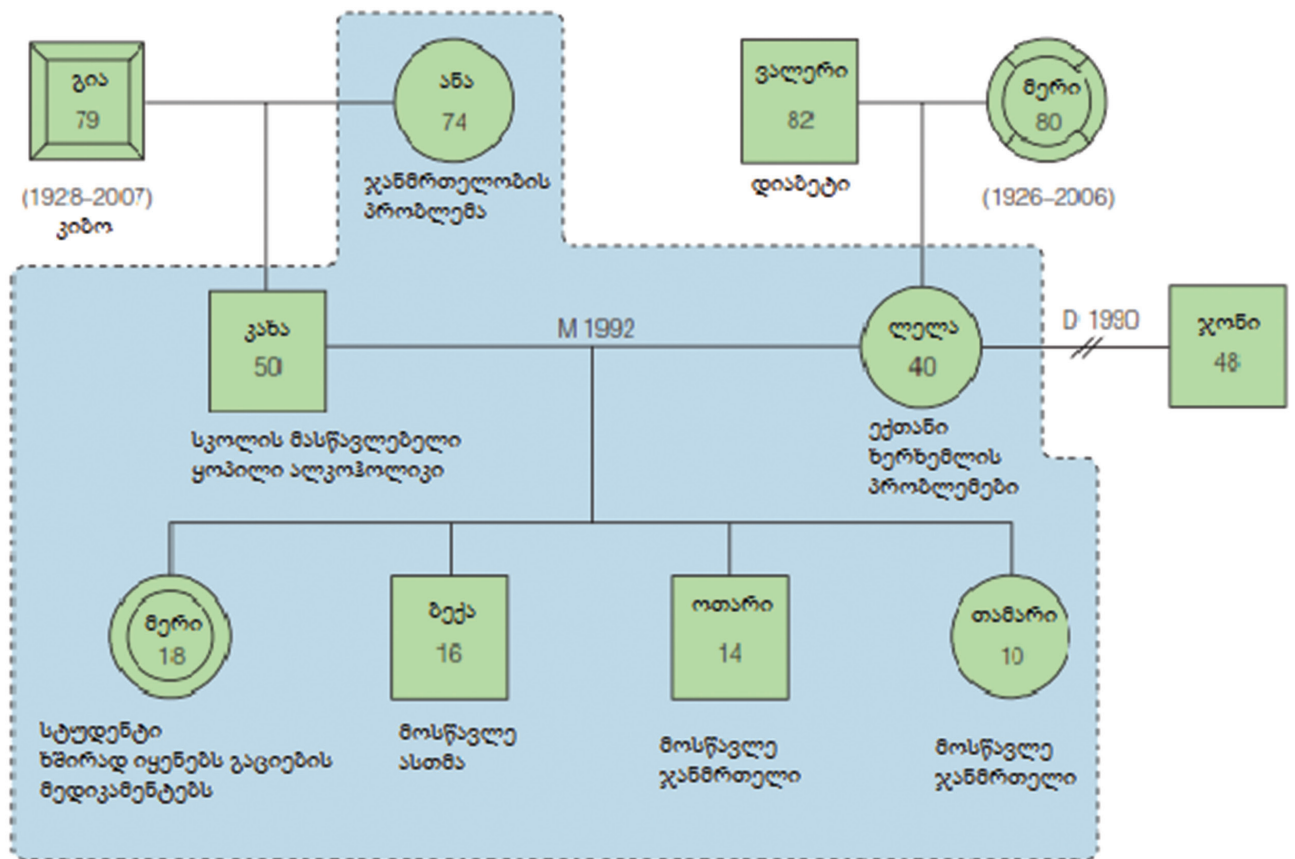 გია
79
(1928–2007)
კიბო
ანა
74
ჯანმრთელობის
პრობლემა
ვალერი
82
დიაბეტი
მერი
80
(1926–2006)
კახა
50
სკოლის მასწავლებელი
ყოპილი ალკოჰოლიკი
M 1992
ლელა
40
ექთანი
ხერხემლის
პრობლემები
D 1990
ჯონი
48
მერი
18
სტუდენტი
ხშირად იყენებს გაციების
მედიკამენტებს
ბექა
16
მოსწავლე
ასთმა
ოთარი
14
მოსწავლე
ჯანმრთელი
თამარი
10
მოსწავლე
ჯანმრთელი